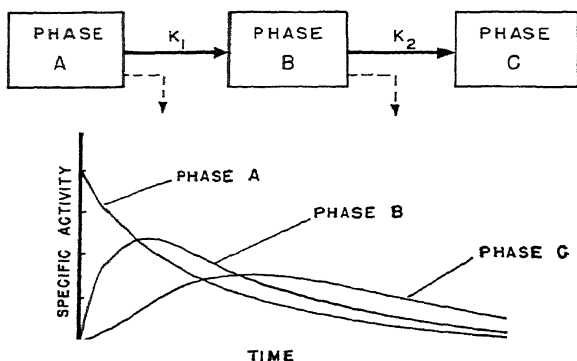 PHASE A
K1
PHASE B
K2
PHASE C
PHASE A
PHASE B
PHASE C
SPECIFIC ACTIVITY
TIME